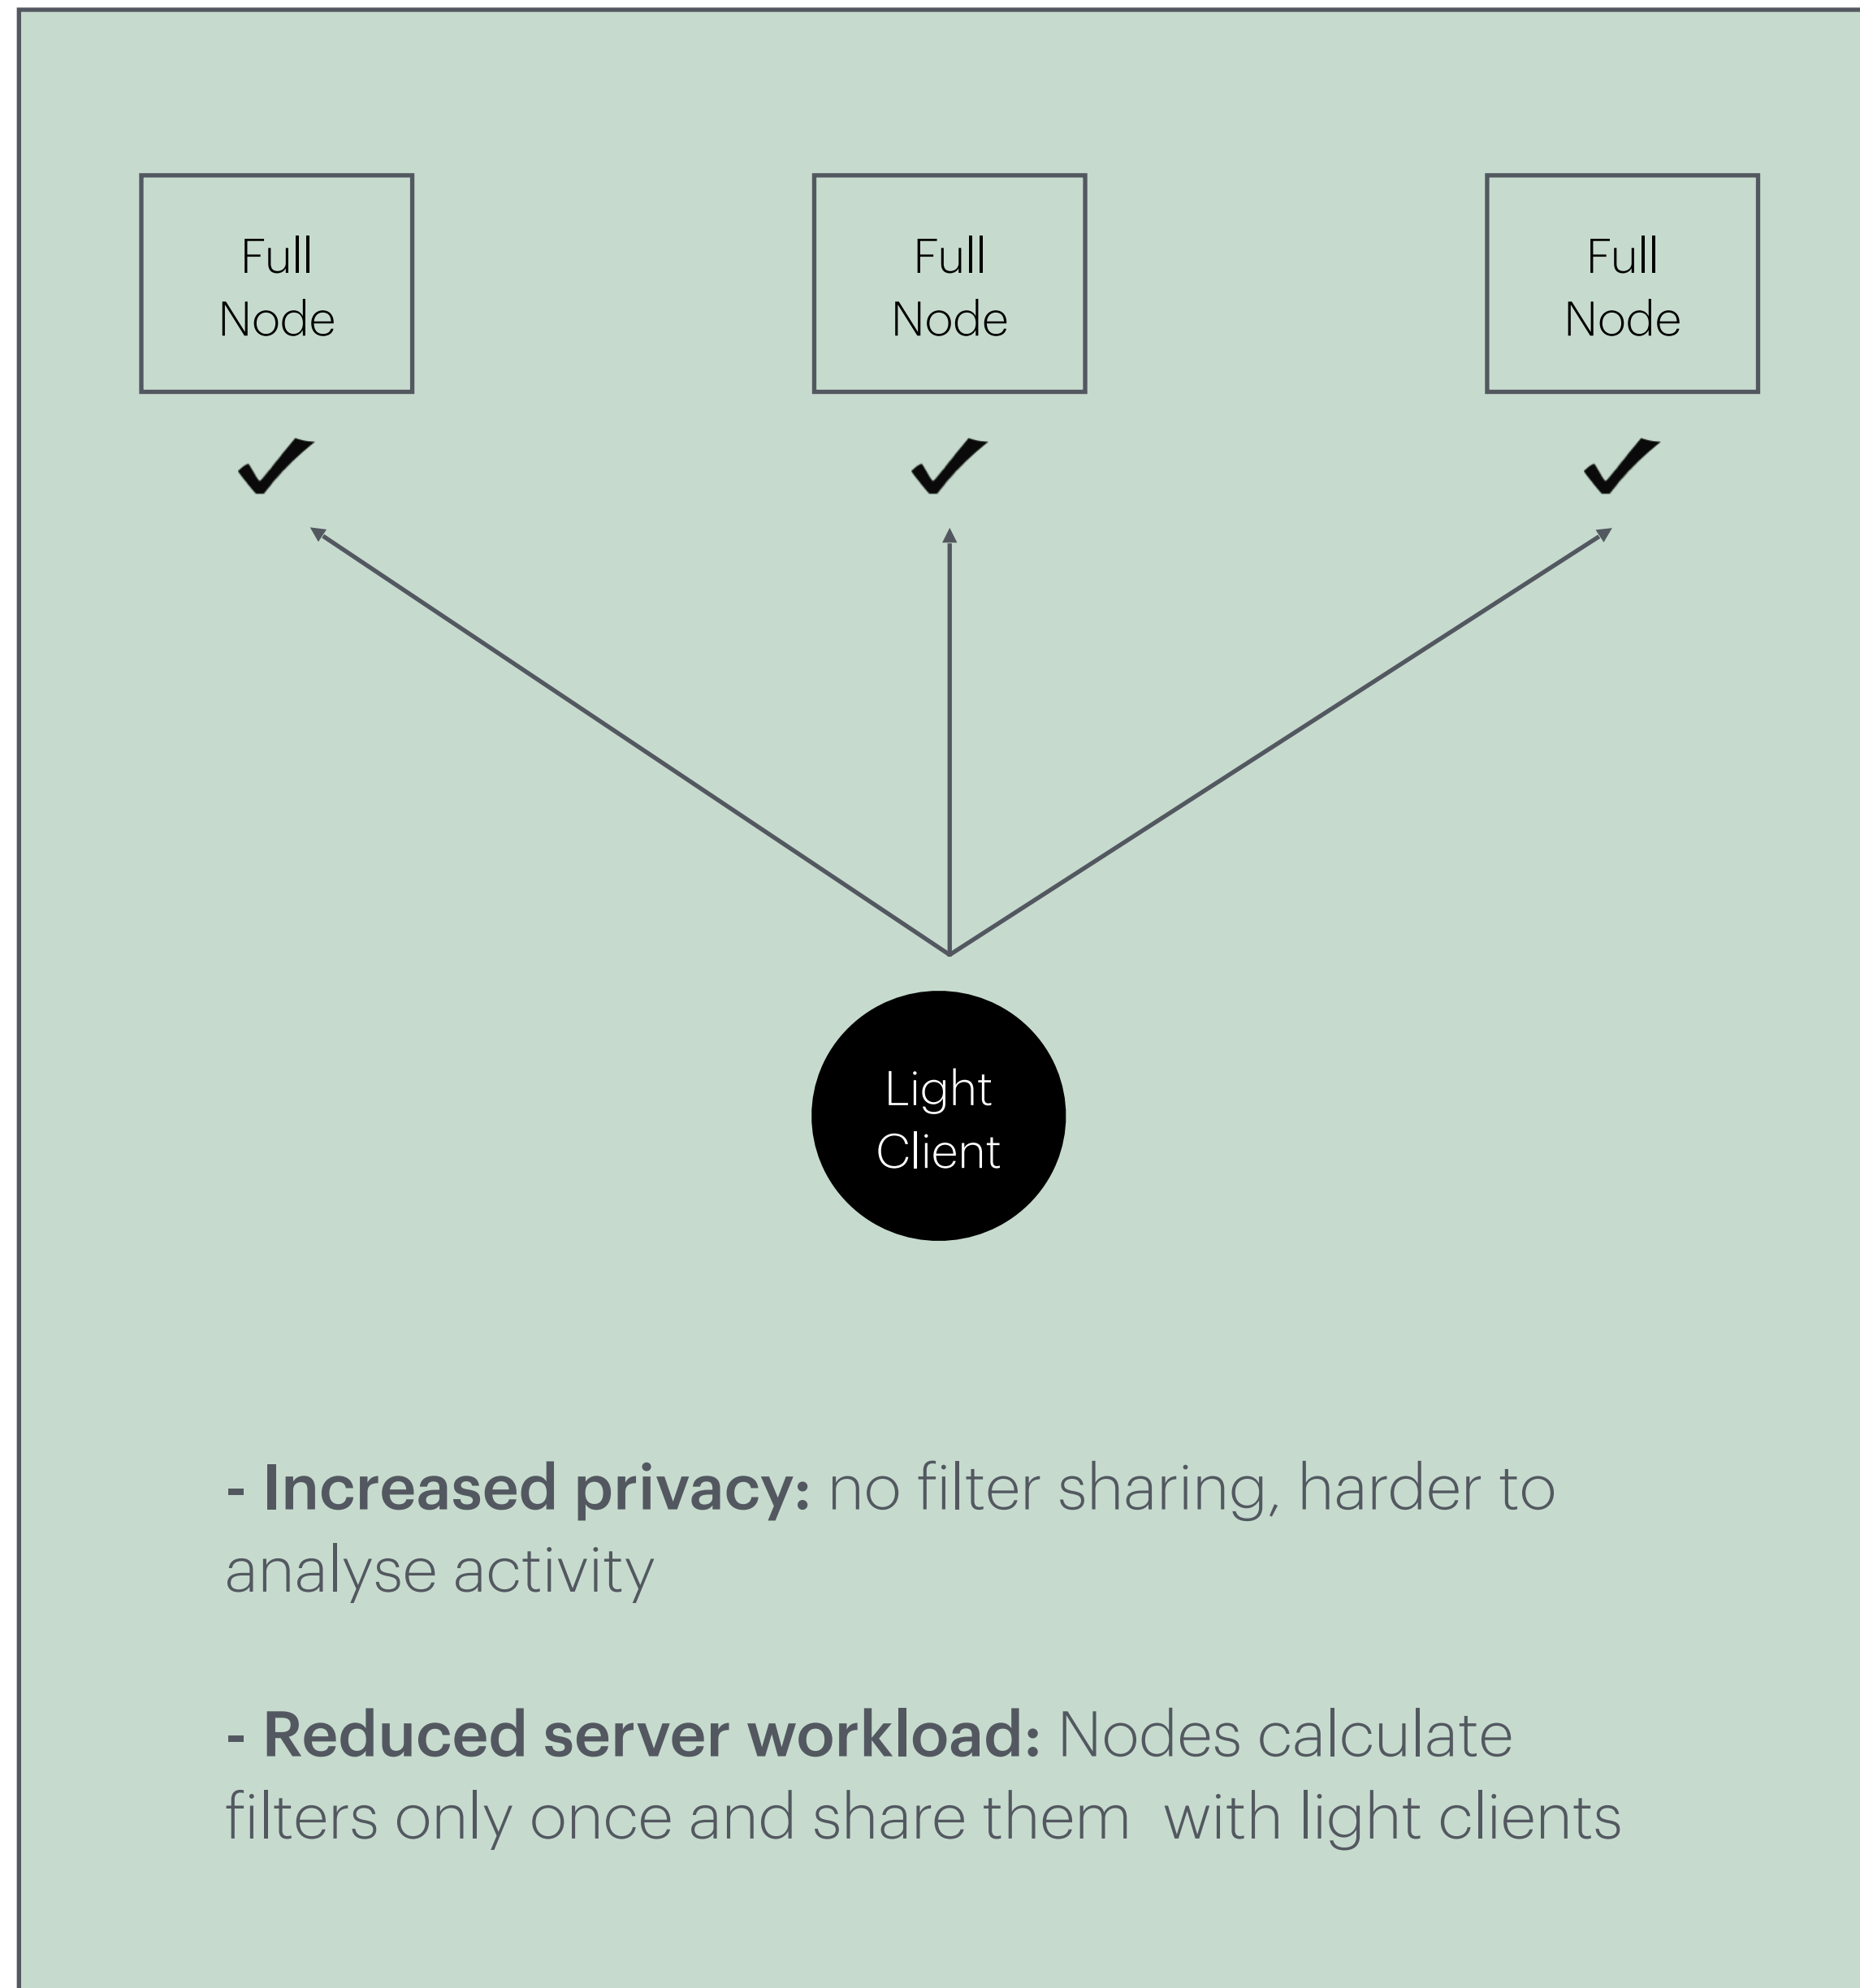 Full
Node
Full
Node
Full
Node
Light
Client
- Increased privacy: no filter sharing, harder to
analyse activity
- Reduced server workload: Nodes calculate
filters only once and share them  with light clients